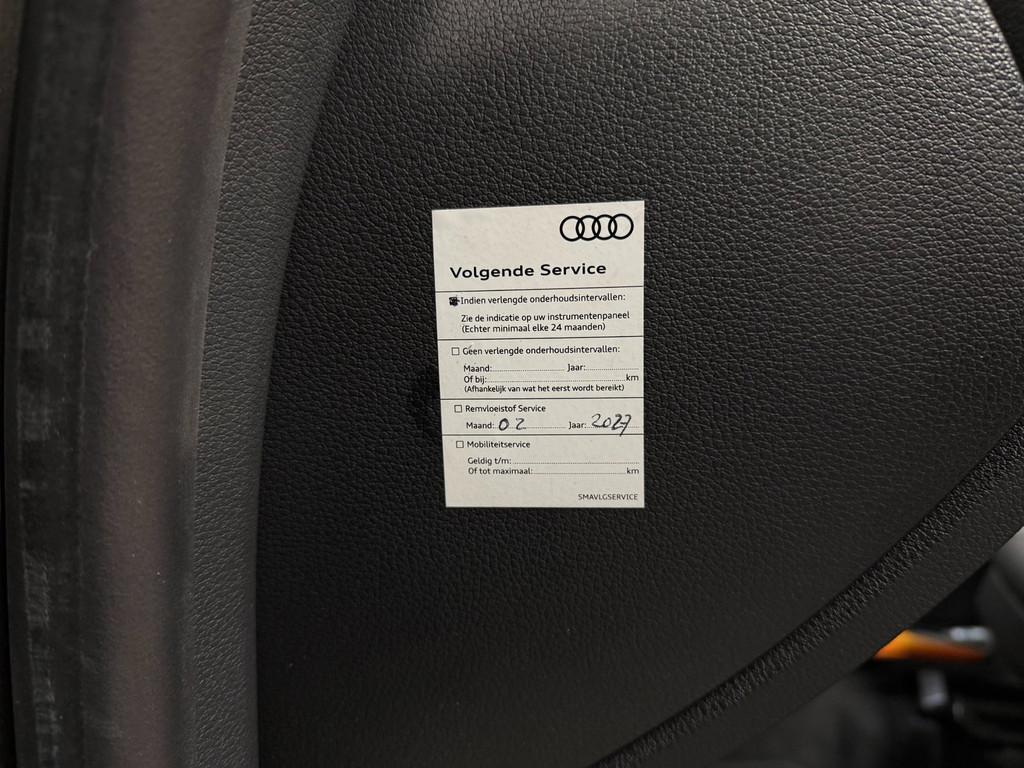 Volgende Service
Indien verlengde onderhoudsintervallen:
Zie de indicatie op uw instrumentenpaneel
(Echter minimaal elke 24 maanden)
Geen verlengde onderhoudsintervallen:
Maand: Jaar:
Of bij: km
(Afhankelijk van wat het eerst wordt bereikt)
Remvloeistof Service
Maand: 02 Jaar: 2027
Mobiliteitservice
Geldig t/m:
Of tot maximaal: km
SMAVLGSERVICE